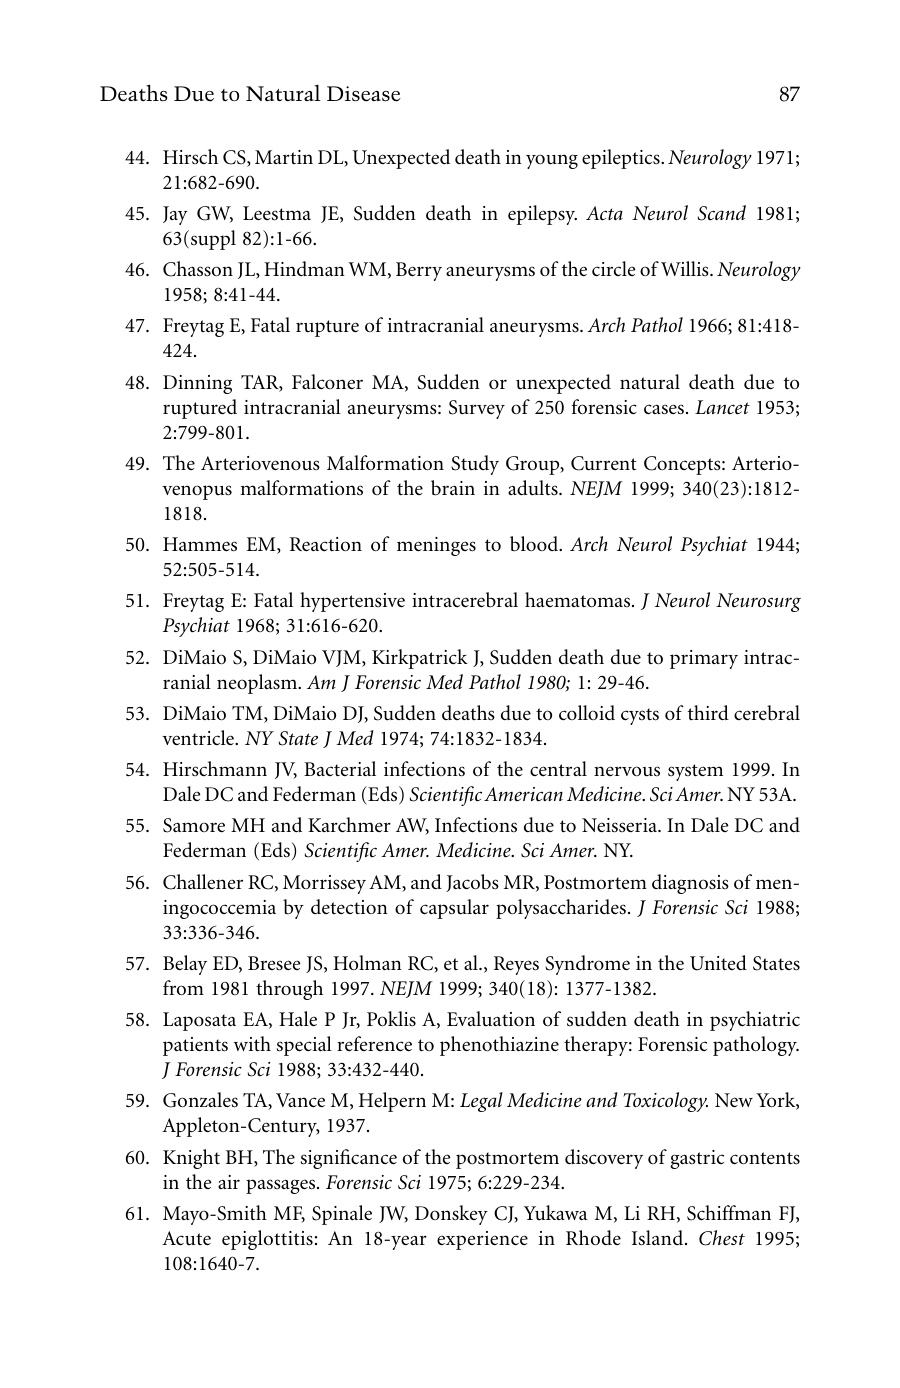 Deaths Due to Natural Disease 87
44. Hirsch CS, Martin DL, Unexpected death in young epileptics. Neurology 1971;
21:682-690.
45. Jay GW, Leestma JE, Sudden death in epilepsy. Acta Neurol Scand 1981;
63(suppl 82):1-66.
46. Chasson JL, Hindman WM, Berry aneurysms of the circle of Willis. Neurology
1958; 8:41-44.
47. Freytag E, Fatal rupture of intracranial aneurysms. Arch Pathol 1966; 81:418-
424.
48. Dinning TAR, Falconer MA, Sudden or unexpected natural death due to
ruptured intracranial aneurysms: Survey of 250 forensic cases. Lancet 1953;
2:799-801.
49. The Arteriovenous Malformation Study Group, Current Concepts: Arterio-
venopus malformations of the brain in adults. NEJM 1999; 340(23):1812-
1818.
50. Hammes EM, Reaction of meninges to blood. Arch Neurol Psychiat 1944;
52:505-514.
51. Freytag E: Fatal hypertensive intracerebral haematomas. J Neurol Neurosurg
Psychiat 1968; 31:616-620.
52. DiMaio S, DiMaio VJM, Kirkpatrick J, Sudden death due to primary intrac-
ranial neoplasm. Am J Forensic Med Pathol 1980; 1: 29-46.
53. DiMaio TM, DiMaio DJ, Sudden deaths due to colloid cysts of third cerebral
ventricle. NY State J Med 1974; 74:1832-1834.
54. Hirschmann JV, Bacterial infections of the central nervous system 1999. In
Dale DC and Federman (Eds) Scientific American Medicine. Sci Amer. NY 53A.
55. Samore MH and Karchmer AW, Infections due to Neisseria. In Dale DC and
Federman (Eds) Scientific Amer. Medicine. Sci Amer. NY.
56. Challener RC, Morrissey AM, and Jacobs MR, Postmortem diagnosis of men-
ingococcemia by detection of capsular polysaccharides. J Forensic Sci 1988;
33:336-346.
57. Belay ED, Bresee JS, Holman RC, et al., Reyes Syndrome in the United States
from 1981 through 1997. NEJM 1999; 340(18): 1377-1382.
58. Laposata EA, Hale P Jr, Poklis A, Evaluation of sudden death in psychiatric
patients with special reference to phenothiazine therapy: Forensic pathology.
J Forensic Sci 1988; 33:432-440.
59. Gonzales TA, Vance M, Helpern M: Legal Medicine and Toxicology. New York,
Appleton-Century, 1937.
60. Knight BH, The significance of the postmortem discovery of gastric contents
in the air passages. Forensic Sci 1975; 6:229-234.
61. Mayo-Smith MF, Spinale JW, Donskey CJ, Yukawa M, Li RH, Schiffman FJ,
Acute epiglottitis: An 18-year experience in Rhode Island. Chest 1995;
108:1640-7.